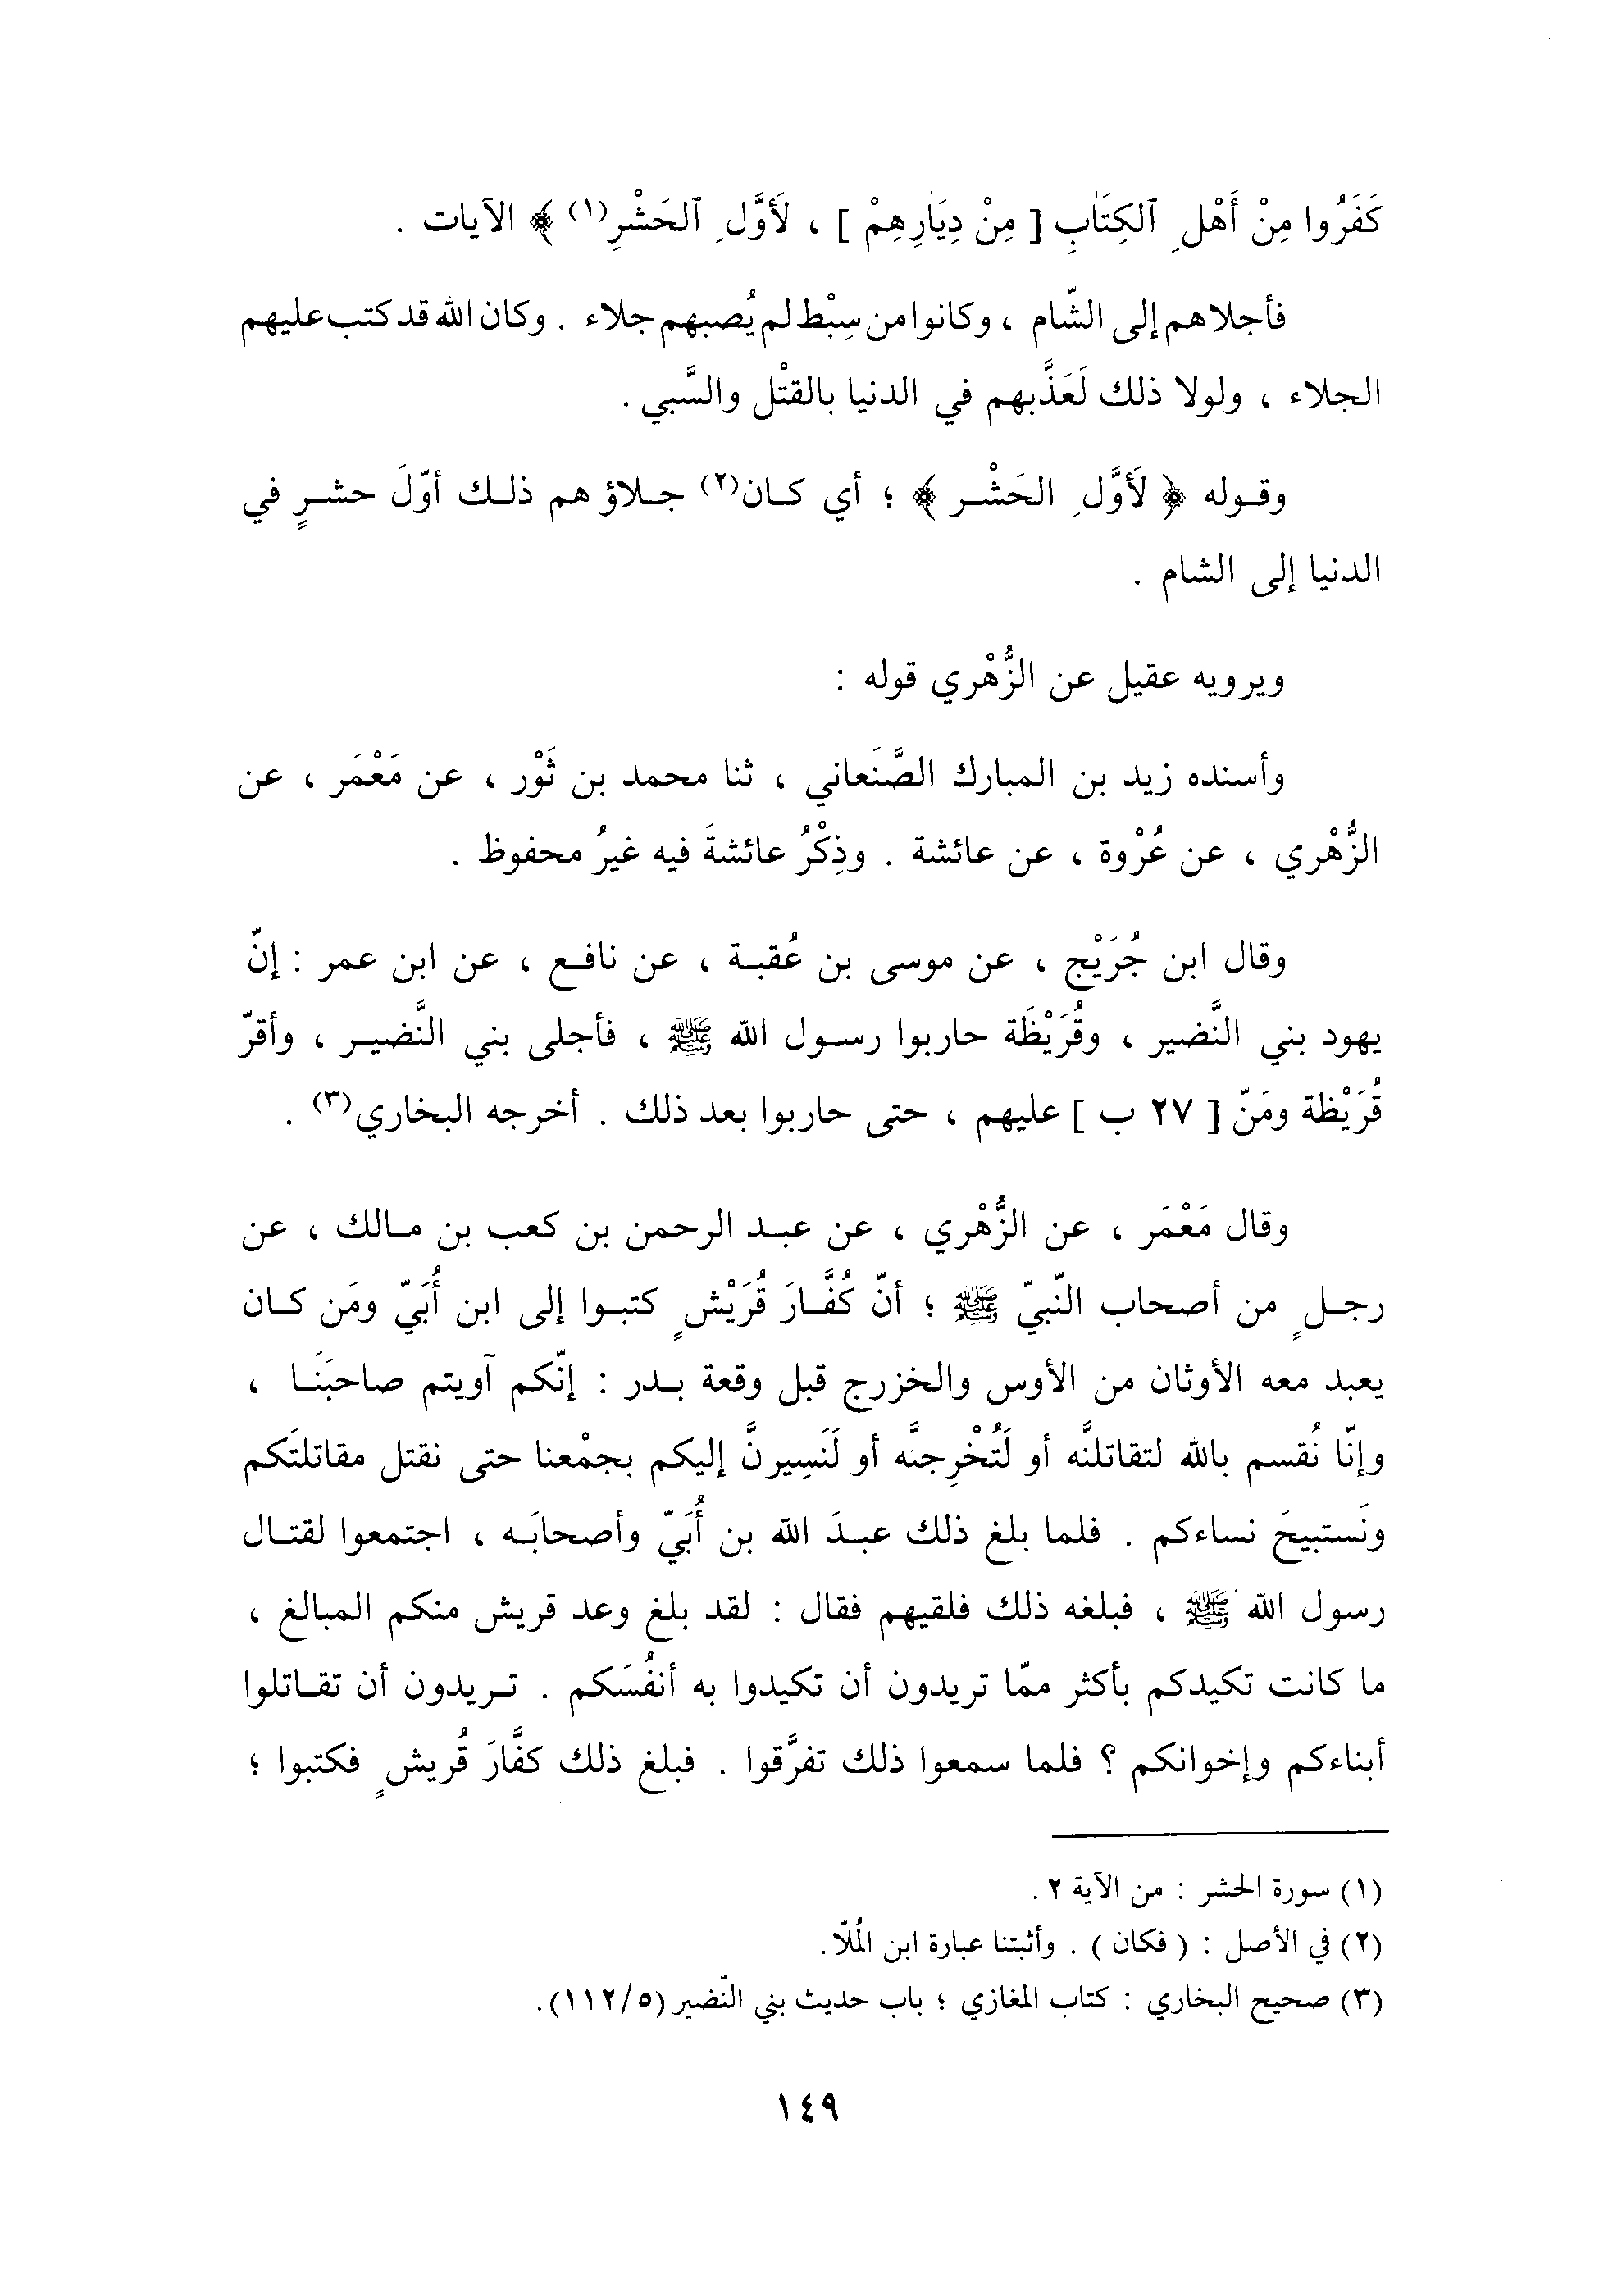 كَفَرُوا مِنْ أَهْلِ ٱلكِتَابِ [ مِنْ دِيَارِهِمْ ] ، لَأوَّلِ ٱلحَشْرِ(١) ﴾ الآيات .
فأجلاهم إلى الشّام ، وكانوا من سِبْط لم يُصبهم جلاء . وكان الله قد كتب عليهم
الجلاء ، ولولا ذلك لَعَذَّبهم في الدنيا بالقتْل والسَّبي .
وقوله ﴿ لَأوَّلِ الحَشْر ﴾ ؛ أي كان(٢) جلاؤهم ذلك أوّلَ حشرٍ في
الدنيا إلى الشام .
ويرويه عقيل عن الزُّهْري قوله :
وأسنده زيد بن المبارك الصَّنَعاني ، ثنا محمد بن ثَوْر ، عن مَعْمَر ، عن
الزُّهْري ، عن عُرْوة ، عن عائشة . وذِكْرُ عائشةَ فيه غيرُ محفوظ .
وقال ابن جُرَيْج ، عن موسى بن عُقبة ، عن نافع ، عن ابن عمر : إنّ
يهود بني النَّضير ، وقُرَيْظَة حاربوا رسول الله ﷺ ، فأجلى بني النَّضير ، وأقرّ
قُرَيْظة ومَنّ [ ٢٧ ب ] عليهم ، حتى حاربوا بعد ذلك . أخرجه البخاري(٣) .
وقال مَعْمَر ، عن الزُّهْري ، عن عبد الرحمن بن كعب بن مالك ، عن
رجلٍ من أصحاب النّبيّ ﷺ ؛ أنّ كُفَّارَ قُرَيْشٍ كتبوا إلى ابن أُبَيّ ومَن كان
يعبد معه الأوثان من الأوس والخزرج قبل وقعة بدر : إنّكم آويتم صاحبَنَا ،
وإنّا نُقسم بالله لتقاتلنَّه أو لَتُخْرِجنَّه أو لَنَسِيرنَّ إليكم بجمْعنا حتى نقتل مقاتلتَكم
ونَستبيحَ نساءكم . فلما بلغ ذلك عبدَ الله بن أُبَيّ وأصحابَه ، اجتمعوا لقتال
رسول الله ﷺ ، فبلغه ذلك فلقيهم فقال : لقد بلغ وعد قريش منكم المبالغ ،
ما كانت تكيدكم بأكثر ممّا تريدون أن تكيدوا به أنفُسَكم . تريدون أن تقاتلوا
أبناءكم وإخوانكم ؟ فلما سمعوا ذلك تفرَّقوا . فبلغ ذلك كفَّارَ قُريشٍ فكتبوا ؛
(١) سورة الحشر : من الآية ٢ .
(٢) في الأصل : ( فكان ) . وأثبتنا عبارة ابن المُلّا .
(٣) صحيح البخاري : كتاب المغازي ؛ باب حديث بني النّضير (٥/١١٢) .
١٤٩